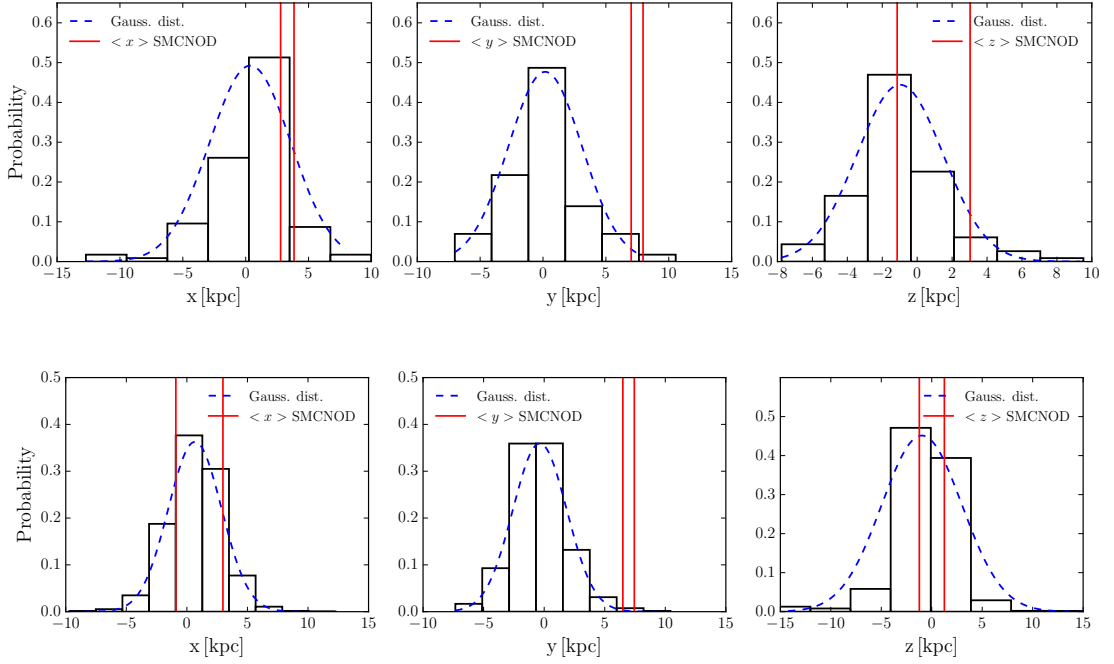 Gauss. dist.
< x > SMCNOD
Gauss. dist.
< y > SMCNOD
Gauss. dist.
< z > SMCNOD
0.6
0.5
0.4
0.3
0.2
0.1
0.0
Probability
−15 −10 −5 0 5 10
x [kpc]
0.6
0.5
0.4
0.3
0.2
0.1
0.0
−10 −5 0 5 10 15
y [kpc]
0.6
0.5
0.4
0.3
0.2
0.1
0.0
−8 −6 −4 −2 0 2 4 6 8 10
z [kpc]
Gauss. dist.
< x > SMCNOD
Gauss. dist.
< y > SMCNOD
Gauss. dist.
< z > SMCNOD
0.5
0.4
0.3
0.2
0.1
0.0
Probability
−10 −5 0 5 10 15
x [kpc]
0.5
0.4
0.3
0.2
0.1
0.0
−10 −5 0 5 10 15
y [kpc]
0.5
0.4
0.3
0.2
0.1
0.0
−15 −10 −5 0 5 10 15
z [kpc]